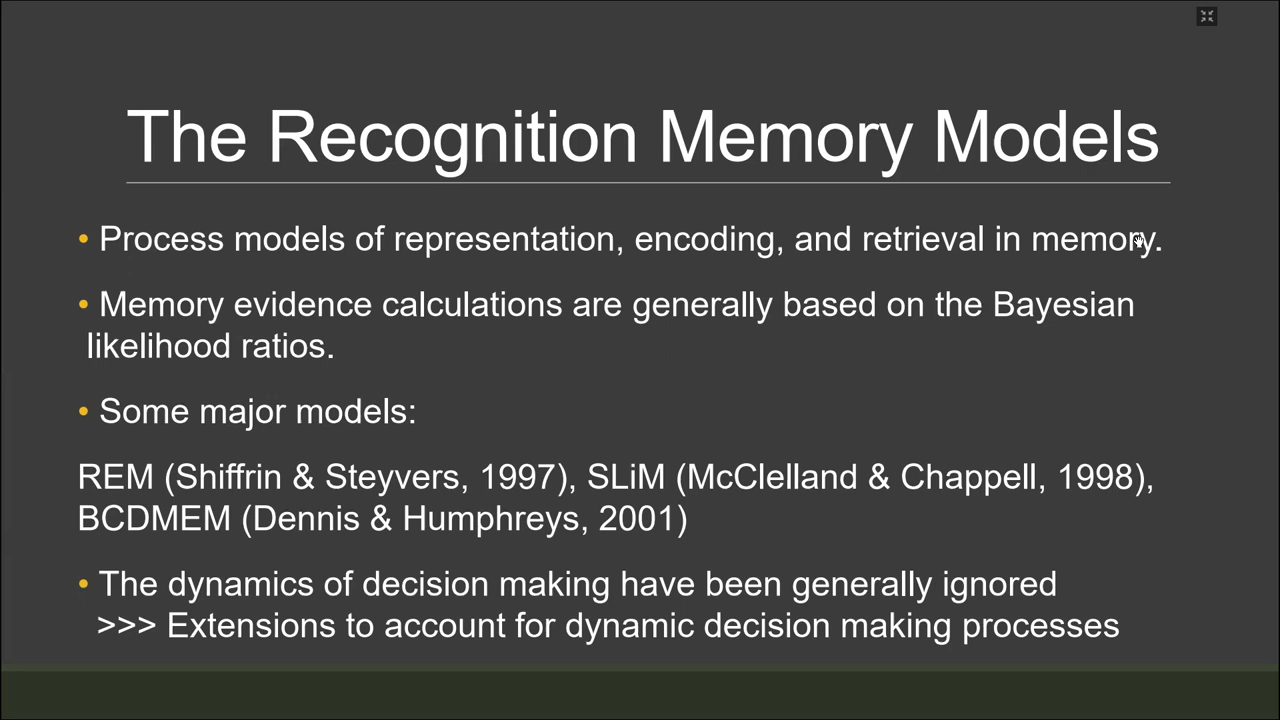 The Recognition Memory Models
• Process models of representation, encoding, and retrieval in memory.
• Memory evidence calculations are generally based on the Bayesian
likelihood ratios.
• Some major models:
REM (Shiffrin & Steyvers, 1997), SLiM (McClelland & Chappell, 1998),
BCDMEM (Dennis & Humphreys, 2001)
• The dynamics of decision making have been generally ignored
>>> Extensions to account for dynamic decision making processes